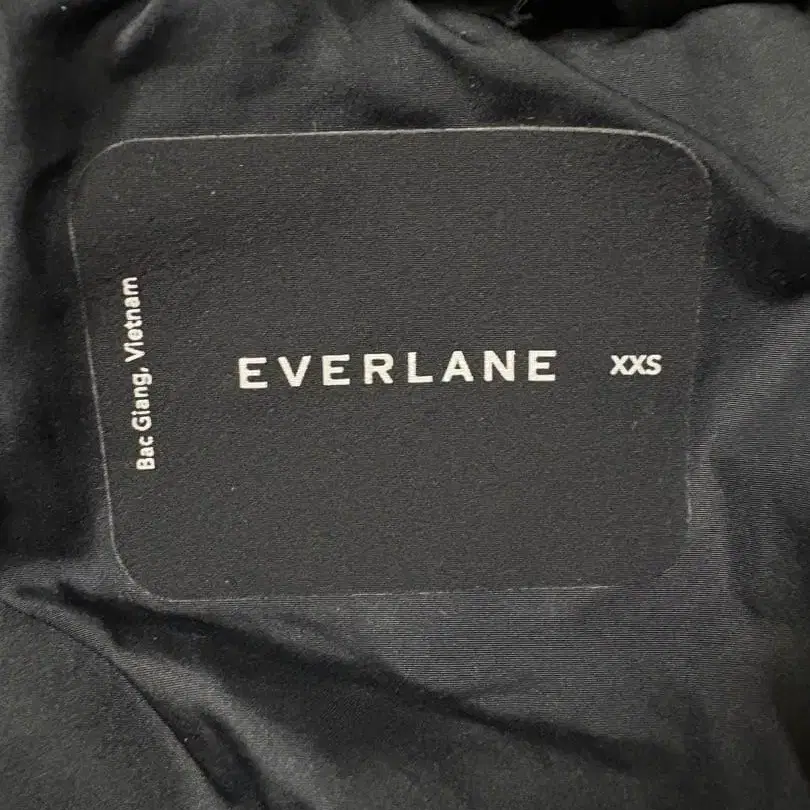 Bac Giang, Vietnam
EVERLANE
XXS